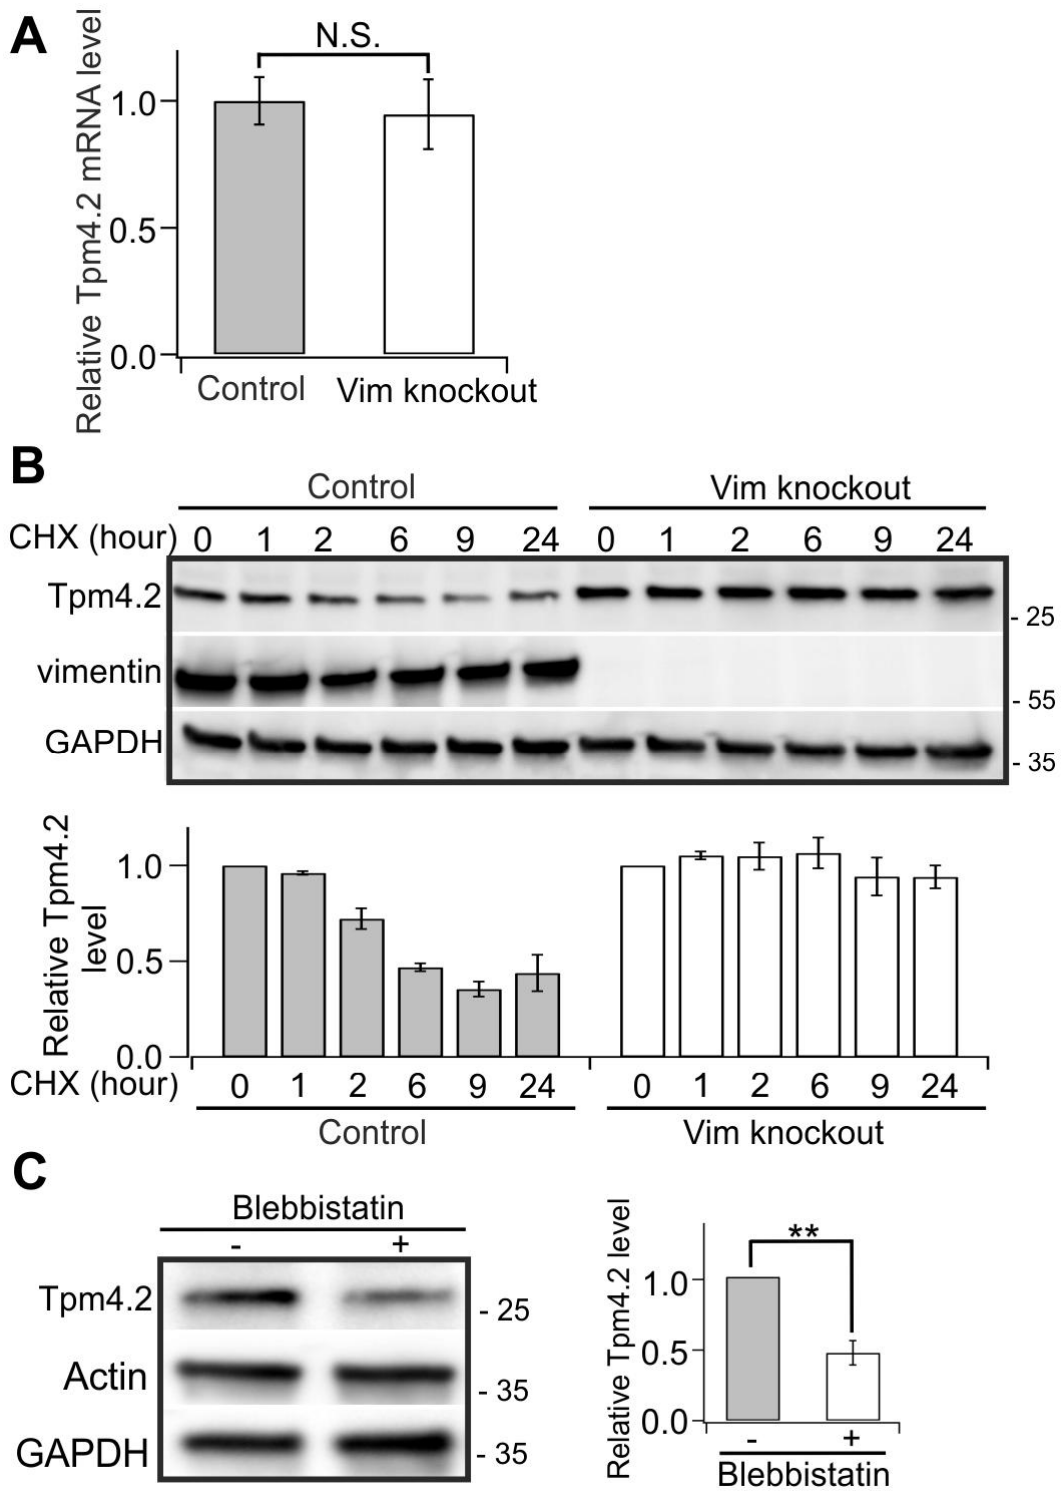 A
N.S.
Relative Tpm4.2 mRNA level
1.0
0.5
0.0
Control
Vim knockout
B
Control
Vim knockout
CHX (hour) 0 1 2 6 9 24 0 1 2 6 9 24
Tpm4.2
- 25
vimentin
- 55
GAPDH
- 35
Relative Tpm4.2
level
1.0
0.5
0.0
CHX (hour) 0 1 2 6 9 24 0 1 2 6 9 24
Control
Vim knockout
C
Blebbistatin
- +
Tpm4.2
- 25
Actin
- 35
GAPDH
- 35
Relative Tpm4.2 level
**
1.0
0.5
0.0
- +
Blebbistatin